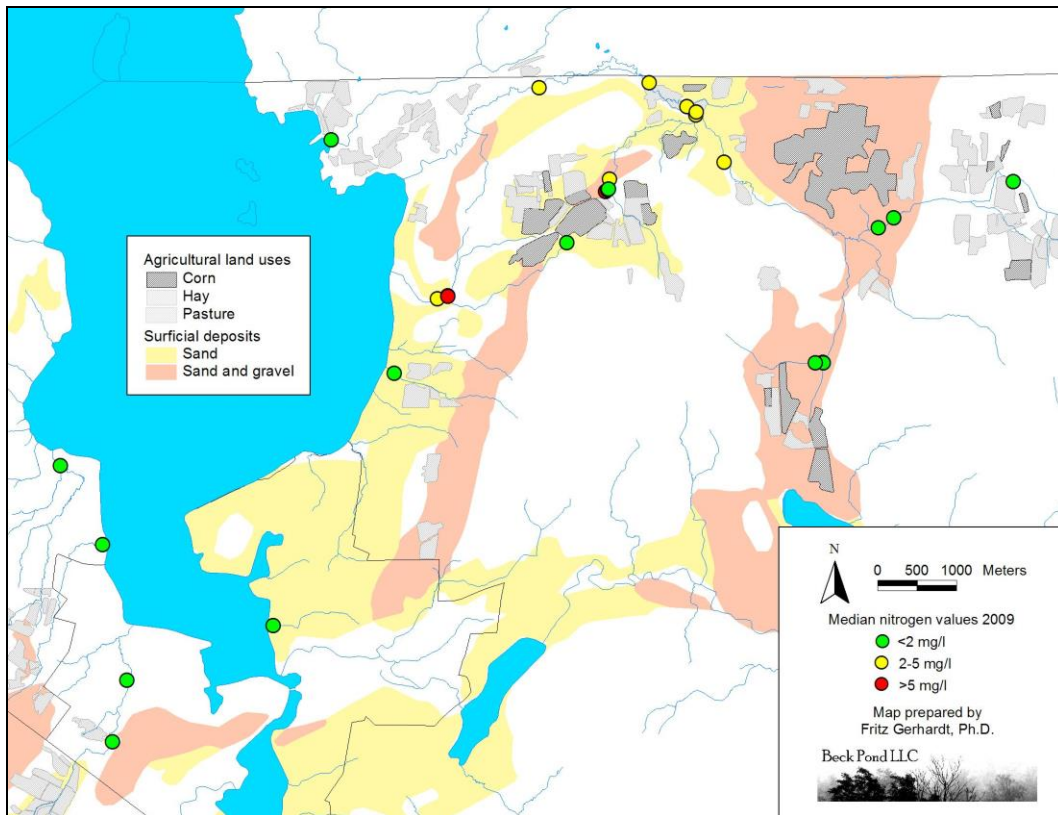 Agricultural land uses
Corn
Hay
Pasture
Surficial deposits
Sand
Sand and gravel
N
0 500 1000 Meters
Median nitrogen values 2009
<2 mg/l
2-5 mg/l
>5 mg/l
Map prepared by
Fritz Gerhardt, Ph.D.
Beck Pond LLC